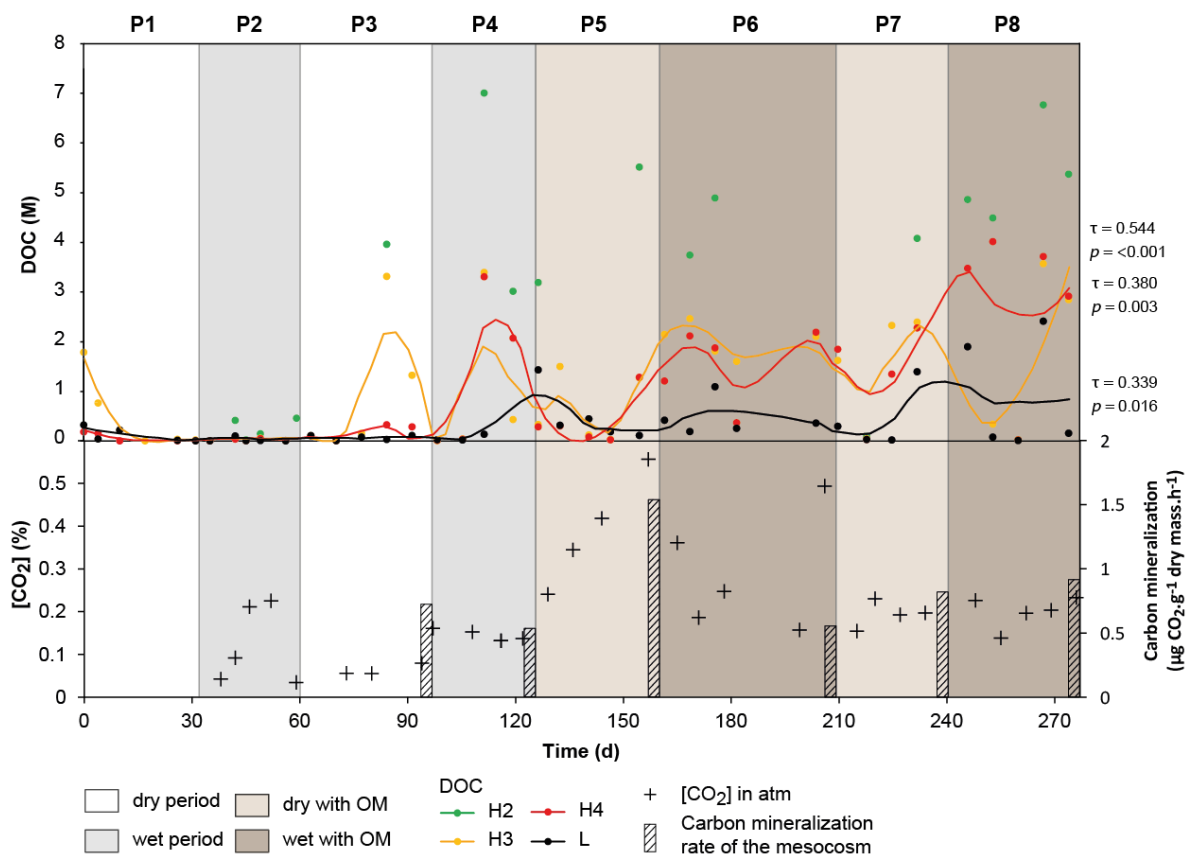 P1 P2 P3 P4 P5 P6 P7 P8
8
7
6
5
4
3
2
1
0
DOC (M)
τ = 0.544
p = <0.001
τ = 0.380
p = 0.003
τ = 0.339
p = 0.016
0.5
0.4
0.3
0.2
0.1
0
[CO₂] (%)
2
1.5
1
0.5
0
Carbon mineralization
(µg CO₂.g⁻¹ dry mass.h⁻¹)
0 30 60 90 120 150 180 210 240 270
Time (d)
dry period
wet period
dry with OM
wet with OM
DOC
H2
H3
H4
L
[CO₂] in atm
Carbon mineralization
rate of the mesocosm